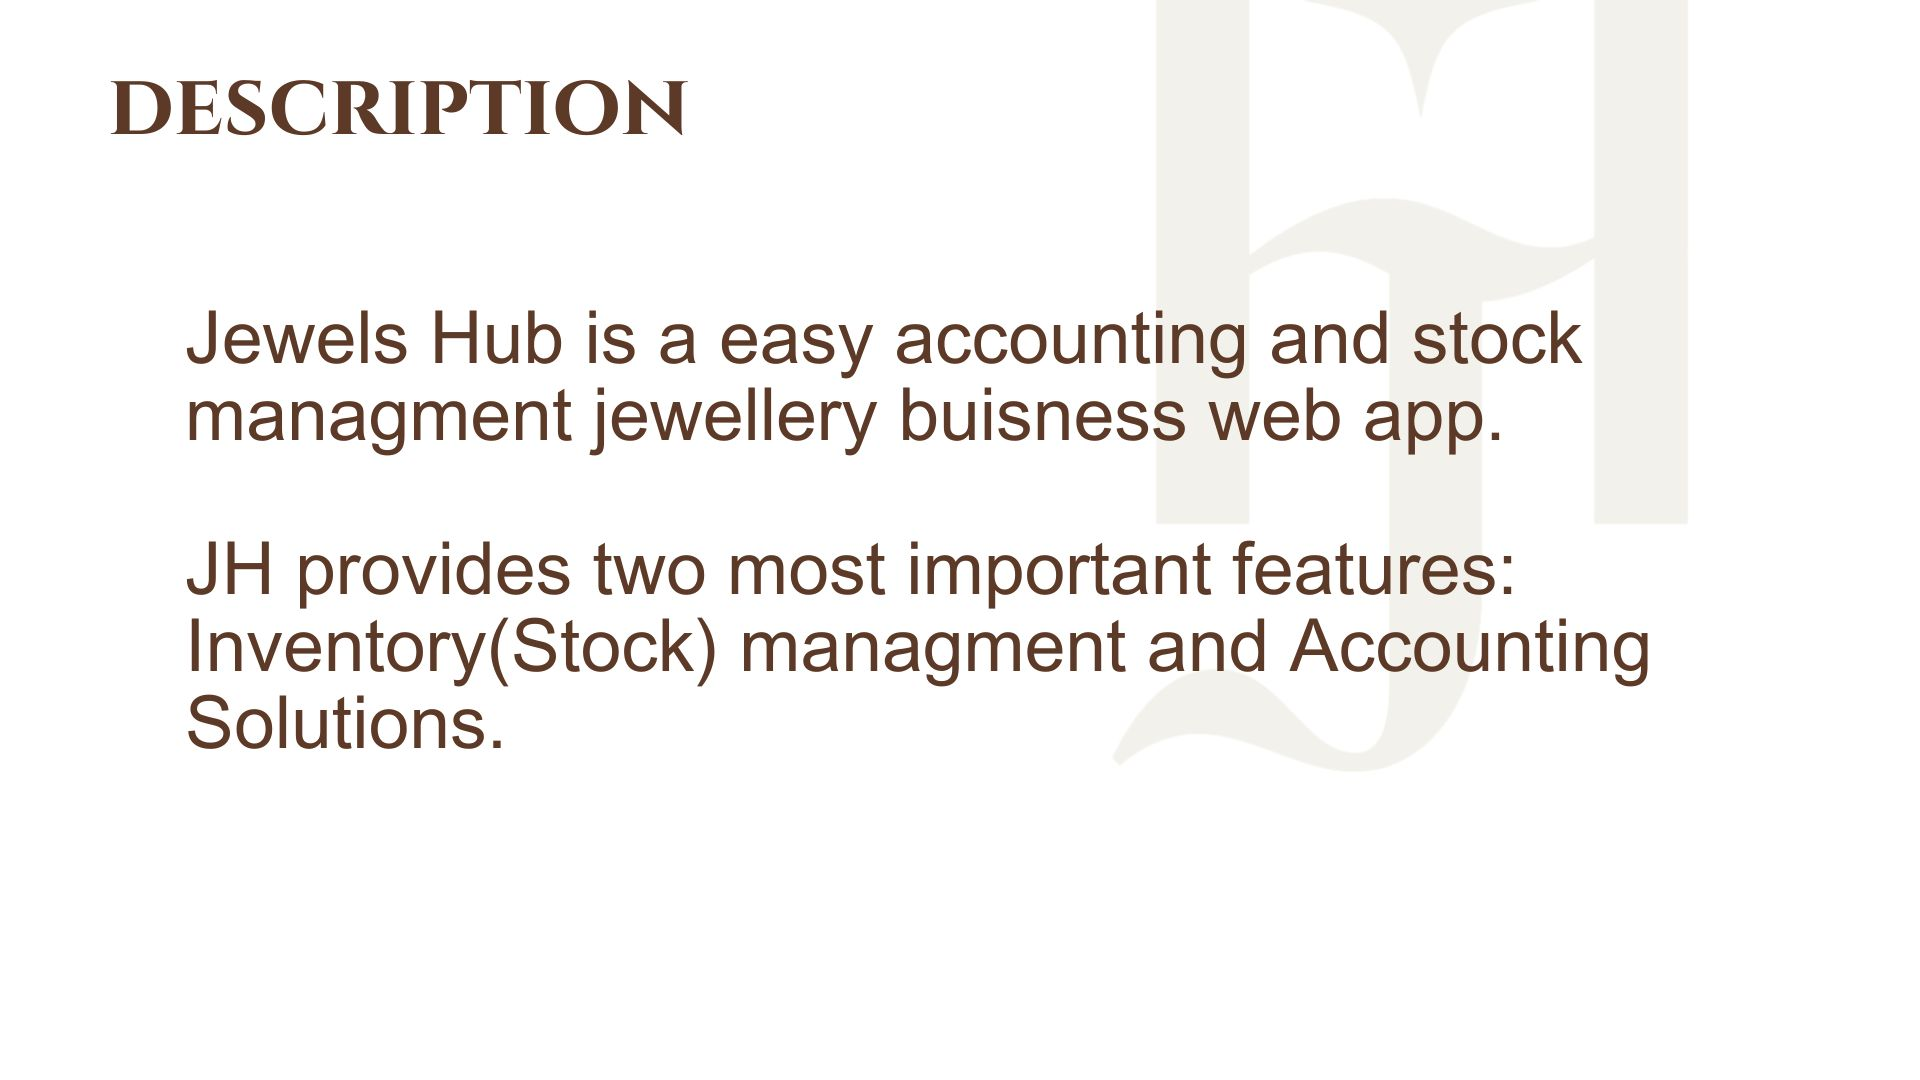 DESCRIPTION
Jewels Hub is a easy accounting and stock
managment jewellery buisness web app.
JH provides two most important features:
Inventory(Stock) managment and Accounting
Solutions.